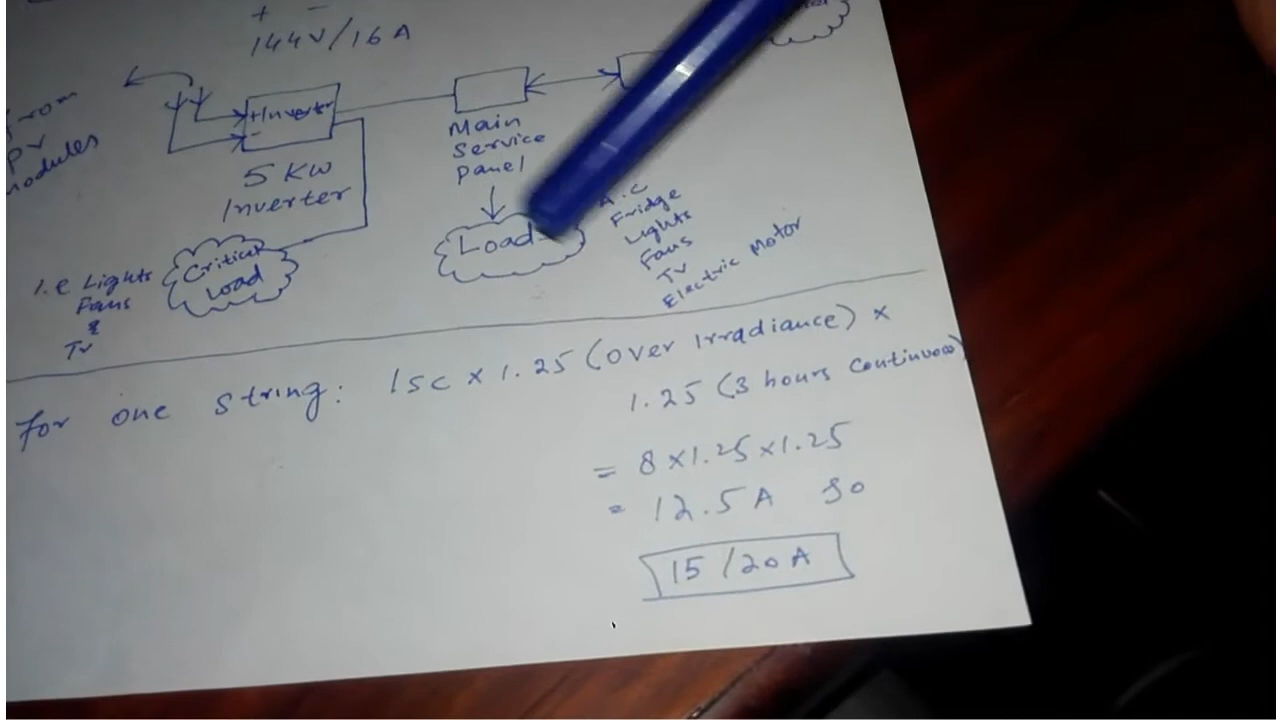 + -
144V/16A
from
PV
modules
+Inverter
-
5 KW
Inverter
Main
Service
Panel
Load
A.C
Fridge
Lights
Fans
TV
Electric Motor
Critical
Load
I.e Lights
Fans
&
Tv
For one string: Isc x 1.25 (over Irradiance) x
1.25 (3 hours continuous)
= 8 x 1.25 x 1.25
= 12.5 A So
15/20A